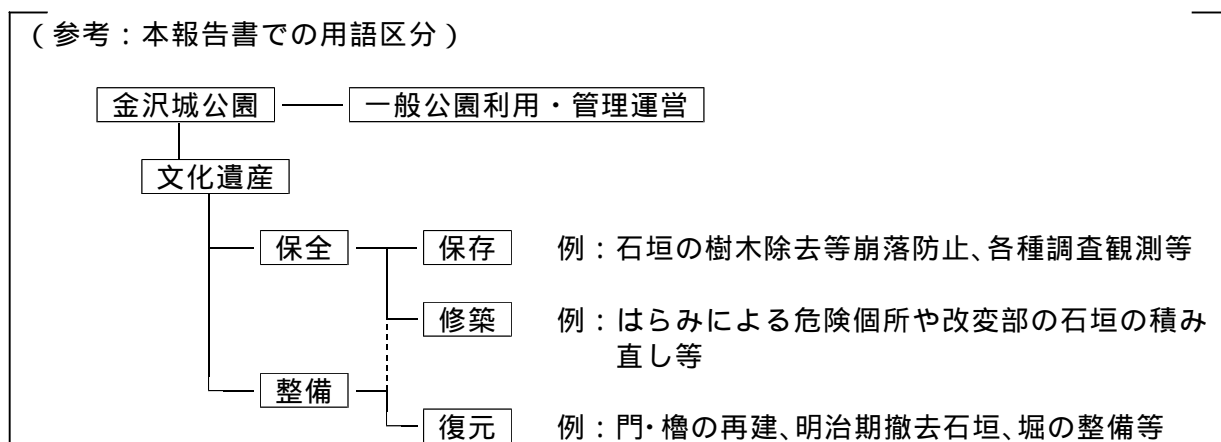 (参考：本報告書での用語区分)
金沢城公園 一般公園利用・管理運営
文化遺産
保全 保存 例：石垣の樹木除去等崩落防止、各種調査観測等
修築 例：はらみによる危険個所や改変部の石垣の積み
直し等
整備
復元 例：門・櫓の再建、明治期撤去石垣、堀の整備等